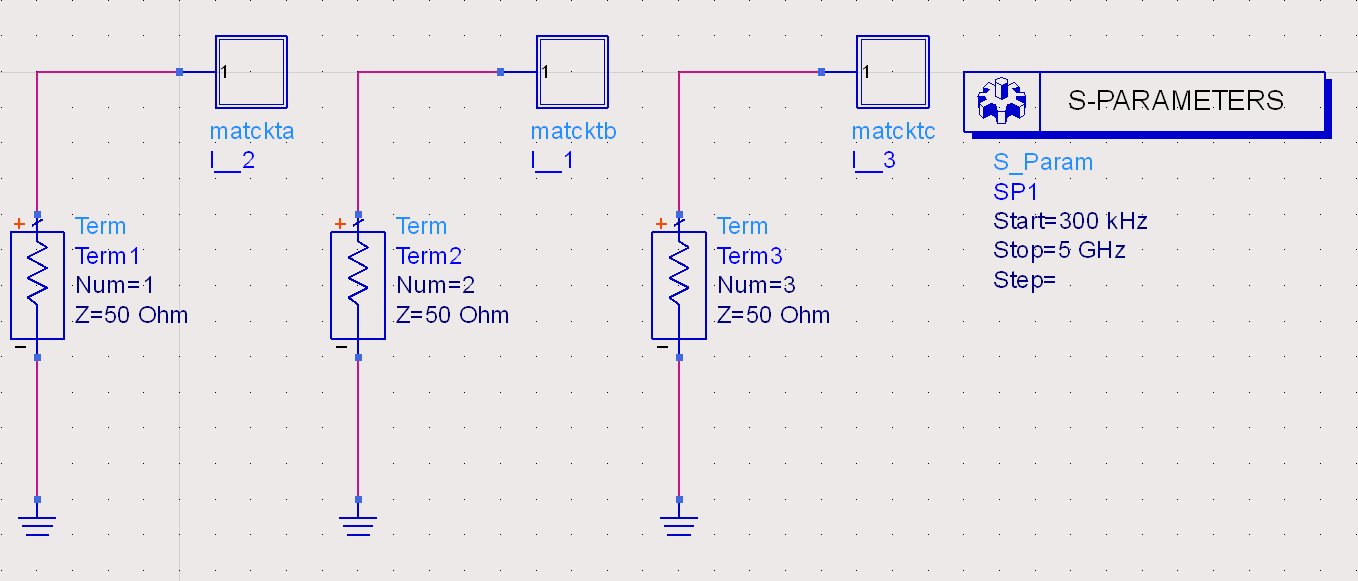 1
matckta
I__2
1
matcktb
I__1
1
matcktc
I__3
S-PARAMETERS
S_Param
SP1
Start=300 kHz
Stop=5 GHz
Step=
+
Term
Term1
Num=1
Z=50 Ohm
−
+
Term
Term2
Num=2
Z=50 Ohm
−
+
Term
Term3
Num=3
Z=50 Ohm
−